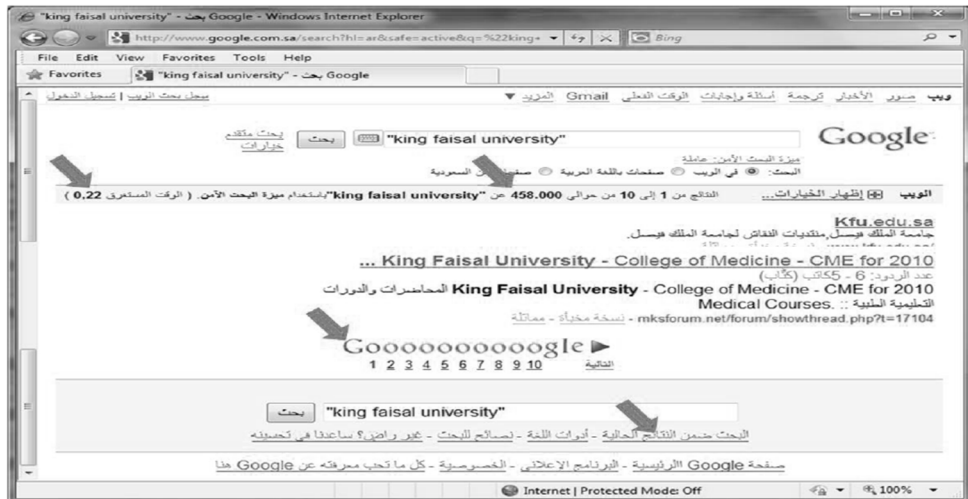 "king faisal university" - بحث Google - Windows Internet Explorer
http://www.google.com.sa/search?hl=ar&safe=active&q=%22king+ Bing
File Edit View Favorites Tools Help
Favorites "king faisal university" - بحث Google
ويب صور الأخبار ترجمة أسئلة وإجابات الوقت الفعلي Gmail المزيد ▼ سجل بحث الويب | تسجيل الدخول
Google "king faisal university" بحث بحث متقدم
خيارات
ميزة البحث الأمن: عاملة
البحث: في الويب صفحات باللغة العربية السعودية
الويب إظهار الخيارات... النتائج من 1 إلى 10 من حوالي 458.000 عن "king faisal university" باستخدام ميزة البحث الأمن. ( الوقت المستغرق 0,22 )
Kfu.edu.sa
جامعة الملك فيصل,منتديات النقاش لجامعة الملك فيصل.
King Faisal University - College of Medicine - CME for 2010 ...
عدد الردود: 6 - 5كاتب (كتّاب)
King Faisal University - College of Medicine - CME for 2010 المحاضرات والدورات
التعليمية الطبية :: .Medical Courses
mksforum.net/forum/showthread.php?t=17104 - نسخة مخبأة - مماثلة
Goooooooooogle ►
1 2 3 4 5 6 7 8 9 10 التالية
"king faisal university" بحث
البحث ضمن النتائج الحالية - أدوات اللغة - نصائح للبحث - غير راضٍ؟ ساعدنا في تحسينه
صفحة Google الرئيسية - البرنامج الإعلاني - الخصوصية - كل ما تحب معرفته عن Google هنا
Internet | Protected Mode: Off 100%